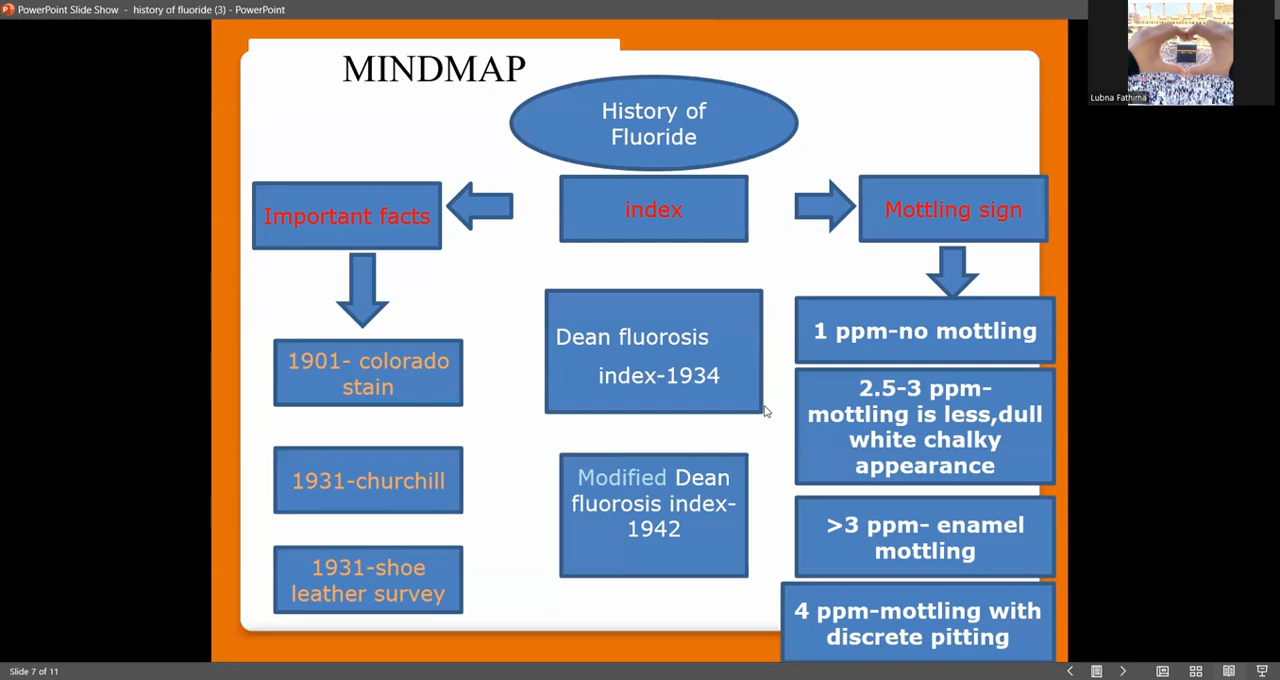 PowerPoint Slide Show - history of fluoride (3) - PowerPoint
Lubna Fathima
MINDMAP
History of
Fluoride
Important facts
index
Mottling sign
1901- colorado
stain
1931-churchill
1931-shoe
leather survey
Dean fluorosis
index-1934
Modified Dean
fluorosis index-
1942
1 ppm-no mottling
2.5-3 ppm-
mottling is less,dull
white chalky
appearance
>3 ppm- enamel
mottling
4 ppm-mottling with
discrete pitting
Slide 7 of 11